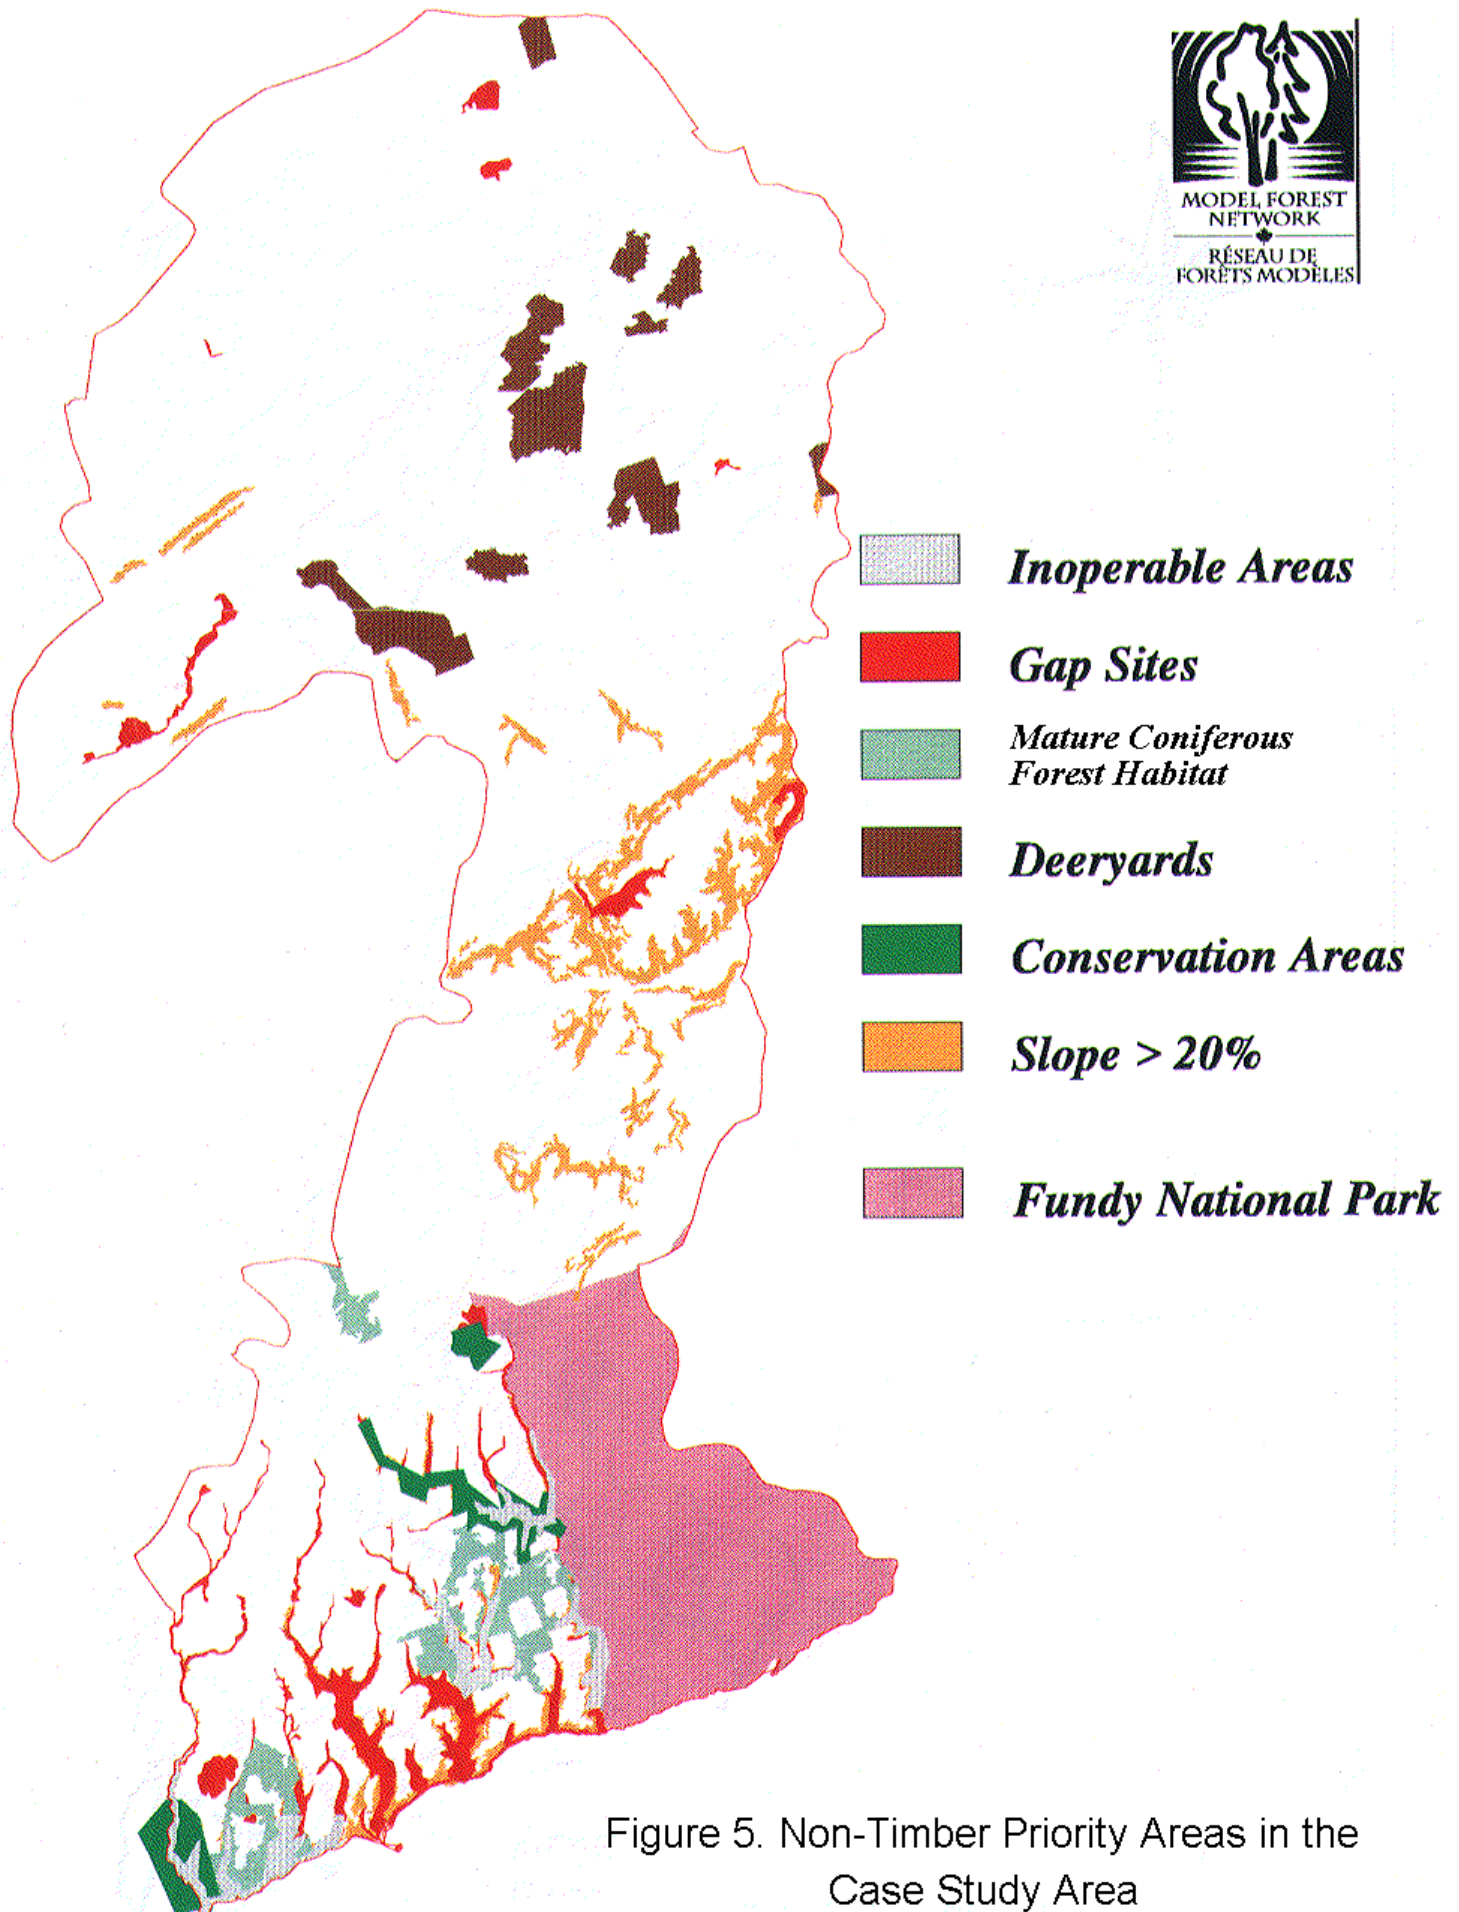 MODEL FOREST
NETWORK
RÉSEAU DE
FORÊTS MODÈLES
Inoperable Areas
Gap Sites
Mature Coniferous
Forest Habitat
Deeryards
Conservation Areas
Slope > 20%
Fundy National Park
Figure 5. Non-Timber Priority Areas in the
Case Study Area